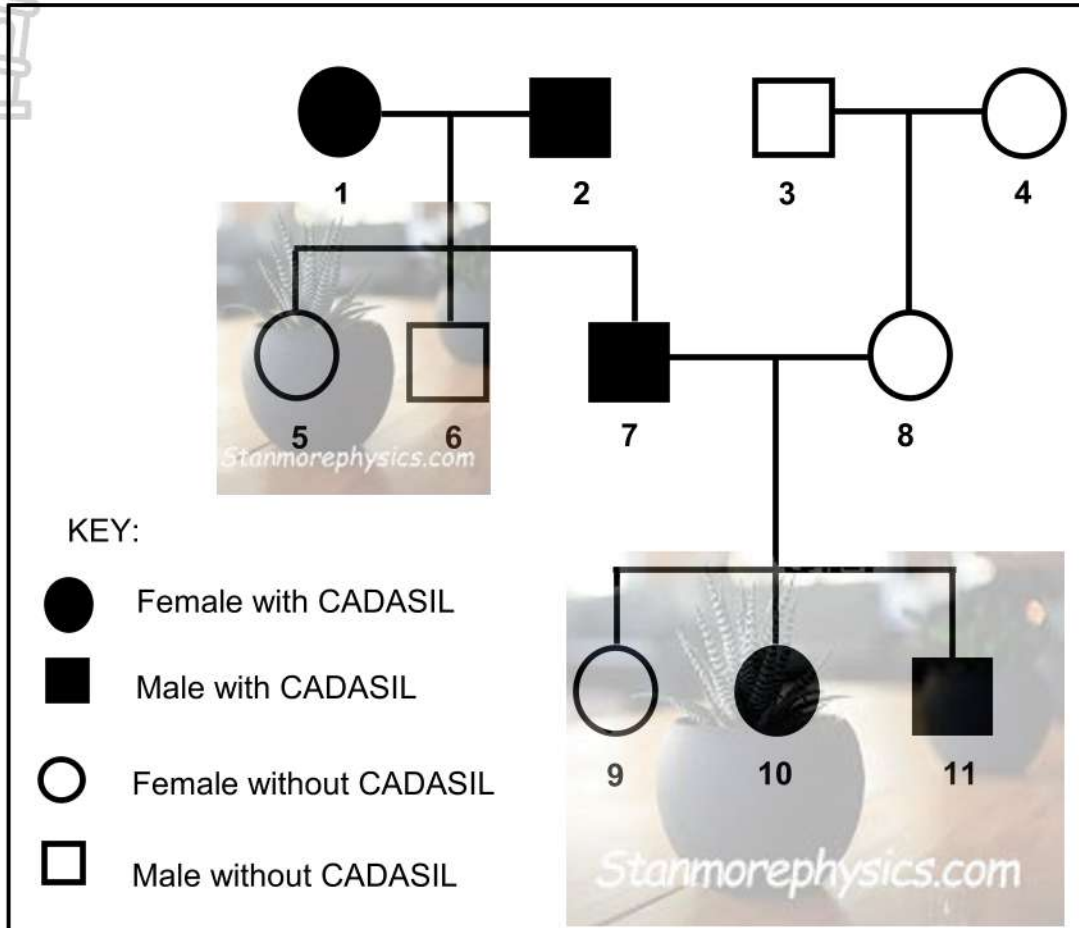 1
2
3
4
5
6
7
8
Stanmorephysics.com
KEY:
Female with CADASIL
Male with CADASIL
Female without CADASIL
Male without CADASIL
9
10
11
Stanmorephysics.com